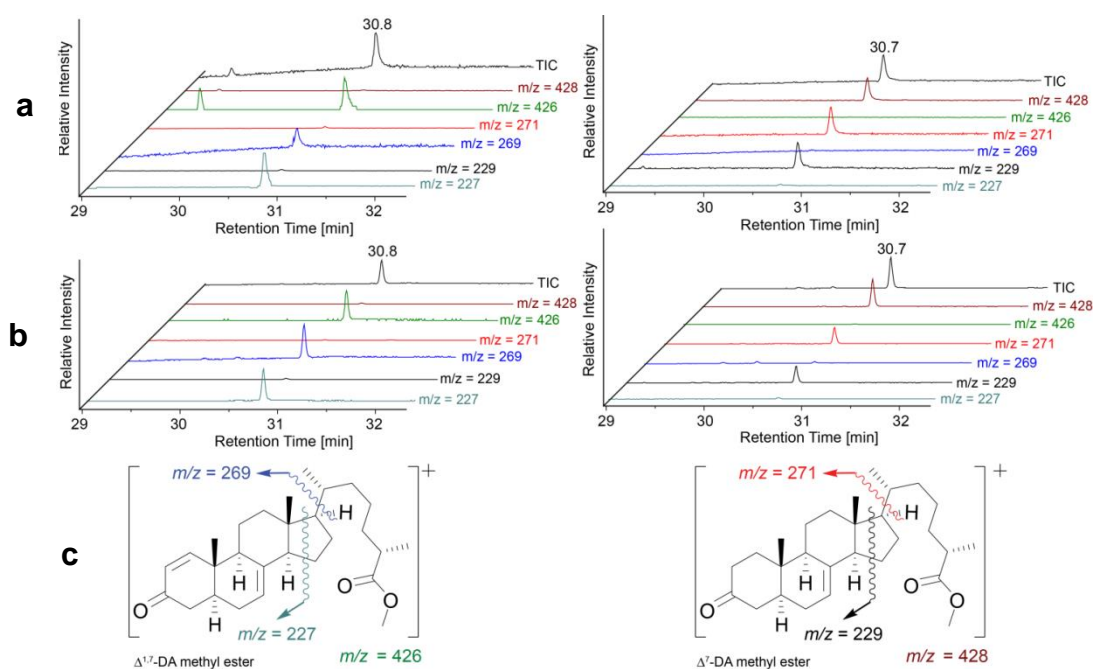 a
Relative Intensity
30.8
TIC
m/z = 428
m/z = 426
m/z = 271
m/z = 269
m/z = 229
m/z = 227
29 30 31 32
Retention Time [min]
Relative Intensity
30.7
TIC
m/z = 428
m/z = 426
m/z = 271
m/z = 269
m/z = 229
m/z = 227
29 30 31 32
Retention Time [min]
b
Relative Intensity
30.8
TIC
m/z = 428
m/z = 426
m/z = 271
m/z = 269
m/z = 229
m/z = 227
29 30 31 32
Retention Time [min]
Relative Intensity
30.7
TIC
m/z = 428
m/z = 426
m/z = 271
m/z = 269
m/z = 229
m/z = 227
29 30 31 32
Retention Time [min]
c
+
m/z = 269
H
H
H
H
O
O
O
m/z = 227
m/z = 426
Δ¹,⁷-DA methyl ester
+
m/z = 271
H
H
H
H
O
O
O
m/z = 229
m/z = 428
Δ⁷-DA methyl ester